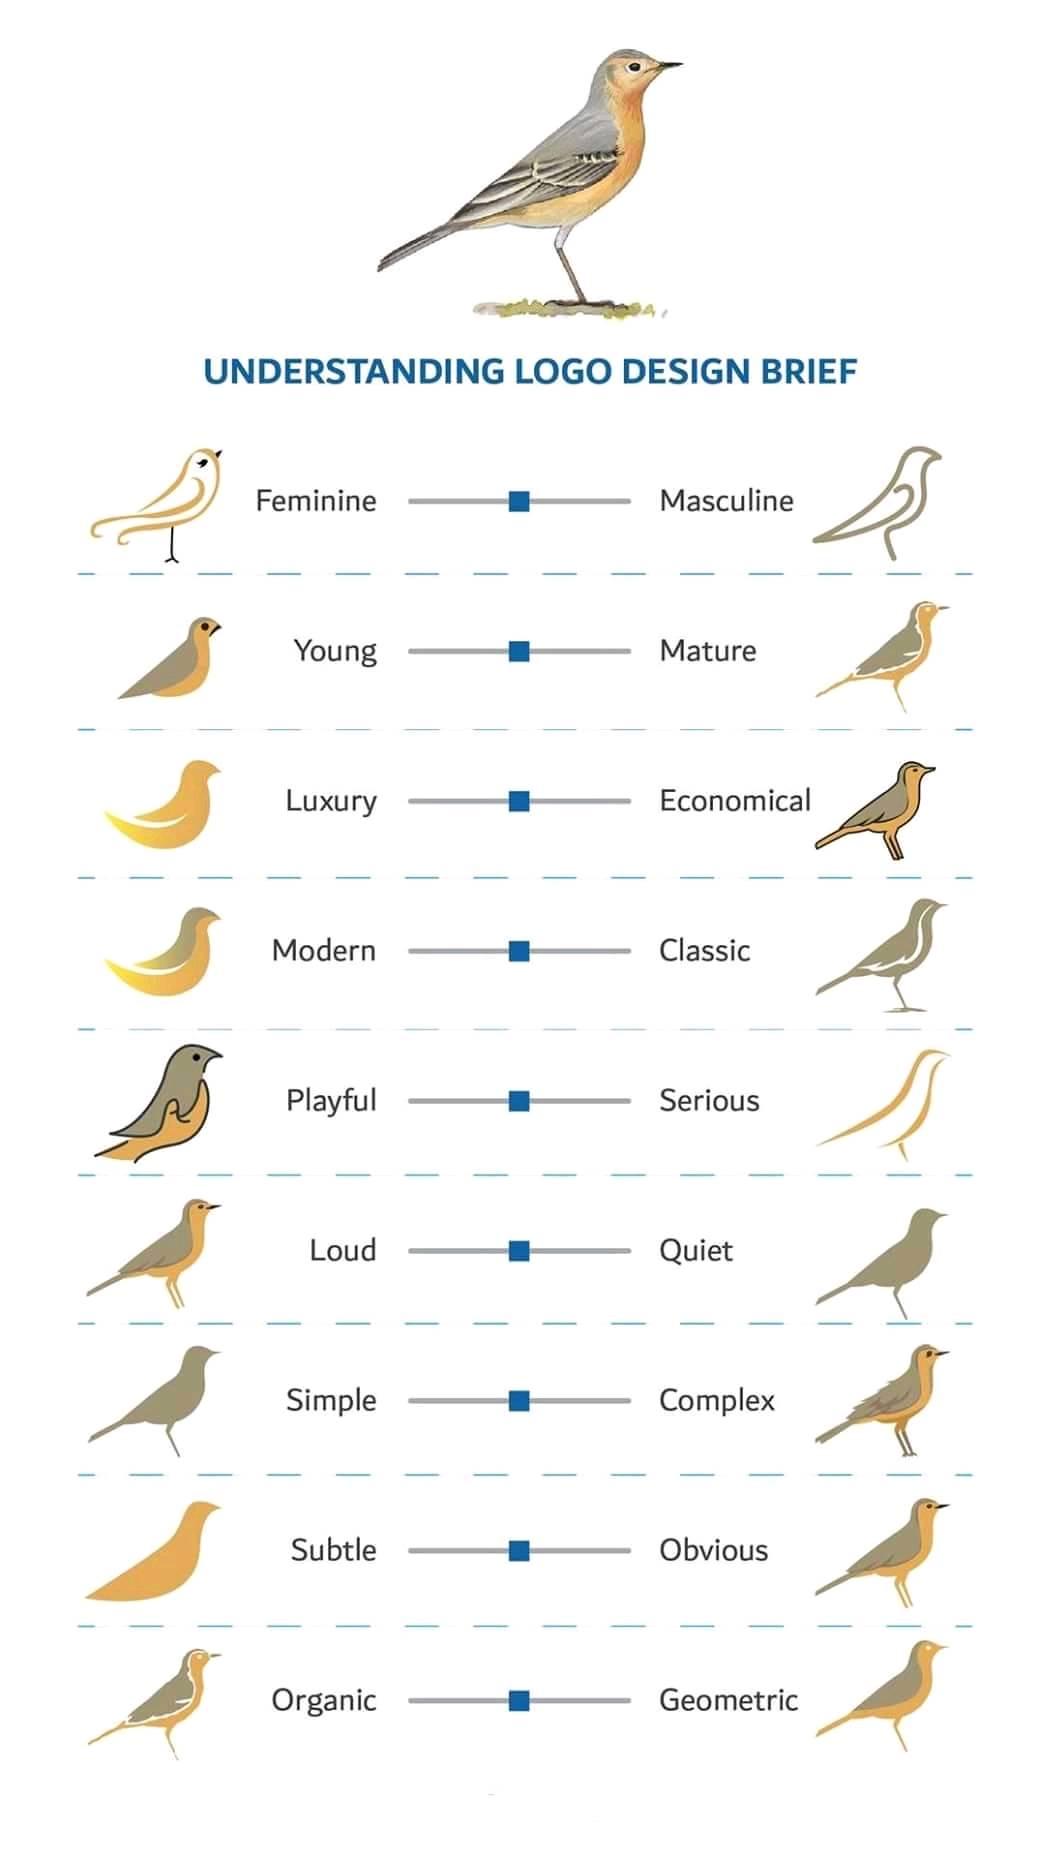 UNDERSTANDING LOGO DESIGN BRIEF
Feminine Masculine
Young Mature
Luxury Economical
Modern Classic
Playful Serious
Loud Quiet
Simple Complex
Subtle Obvious
Organic Geometric